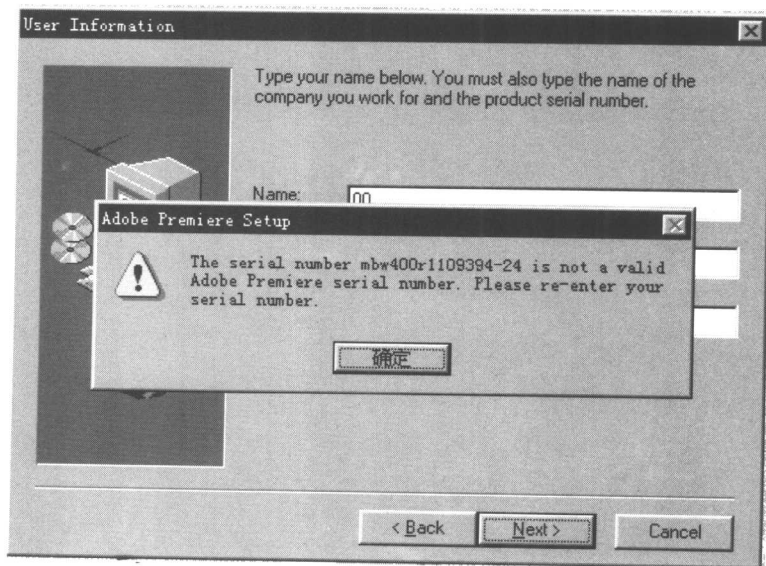 User Information
Type your name below. You must also type the name of the
company you work for and the product serial number.
Name:
Adobe Premiere Setup
The serial number mbw400r1109394-24 is not a valid
Adobe Premiere serial number. Please re-enter your
serial number.
确定
< Back
Next >
Cancel